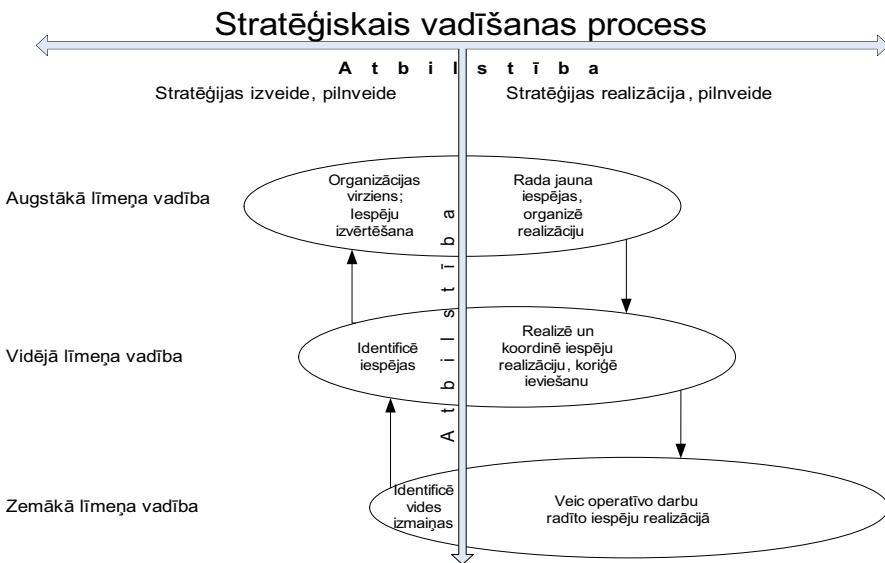 Stratēģiskais vadīšanas process
A t b i l s t ī b a
Stratēģijas izveide, pilnveide
Stratēģijas realizācija, pilnveide
Augstākā līmeņa vadība
Organizācijas
virziens;
Iespēju
izvērtēšana
Rada jauna
iespējas,
organizē
realizāciju
A t b i l s t ī b a
Vidējā līmeņa vadība
Identificē
iespējas
Realizē un
koordinē iespēju
realizāciju, koriģē
ieviešanu
Zemākā līmeņa vadība
Identificē
vides
izmaiņas
Veic operatīvo darbu
radīto iespēju realizācijā